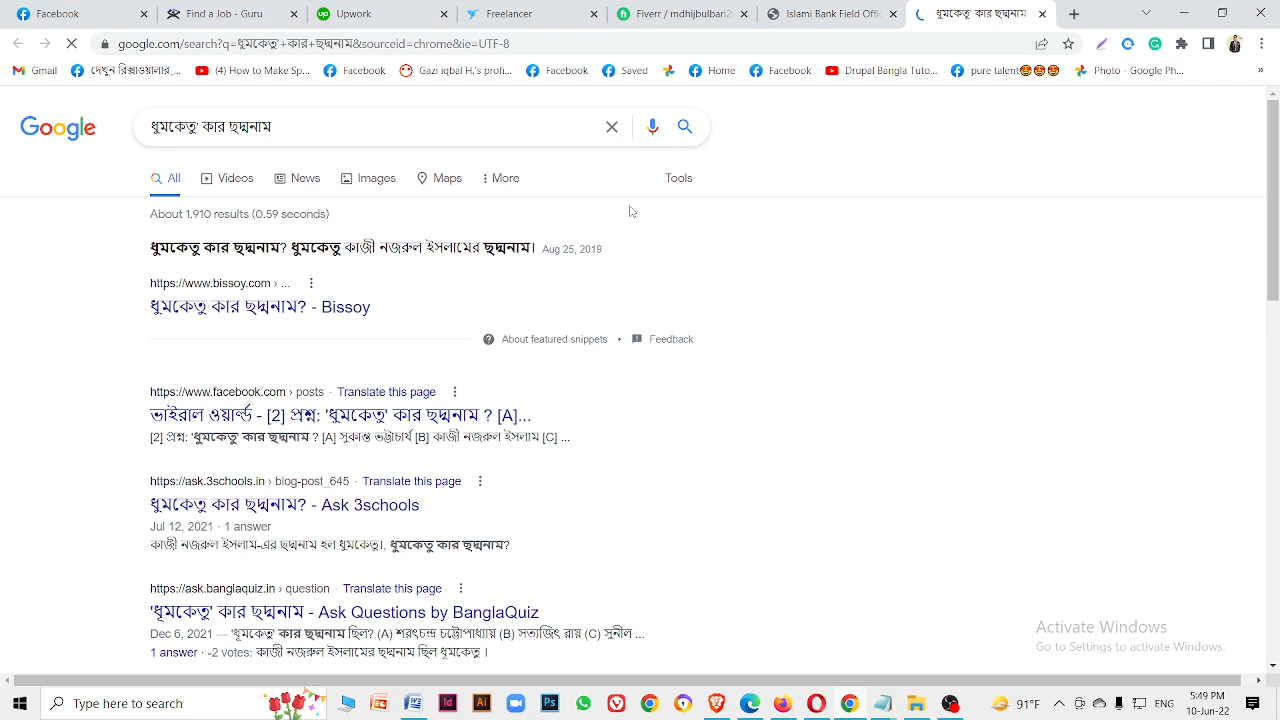 Facebook
Find a Job - Guru
Upwork
Freelancer
Fiverr / mdhijbulbari2
Islami Bank Field Offic
ধুমকেতু' কার ছদ্মনাম
google.com/search?q=ধুমকেতু'+কার+ছদ্মনাম&sourceid=chrome&ie=UTF-8
Gmail
(4) How to Make Sp...
Facebook
Gazi iqbal H.'s profi...
Facebook
Saved
Home
Facebook
Drupal Bangla Tuto...
pure talent
Photo - Google Ph...
»
Google
ধুমকেতু' কার ছদ্মনাম
All
Videos
News
Images
Maps
More
Tools
About 1,910 results (0.59 seconds)
ধুমকেতু কার ছদ্মনাম? ধুমকেতু কাজী নজরুল ইসলামের ছদ্মনাম। Aug 25, 2019
https://www.bissoy.com › ...
ধুমকেতু কার ছদ্মনাম? - Bissoy
About featured snippets • Feedback
https://www.facebook.com › posts · Translate this page
ভাইরাল ওয়ার্ল্ড - [2] প্রশ্ন: 'ধুমকেতু' কার ছদ্মনাম ? [A]...
[2] প্রশ্ন: 'ধুমকেতু' কার ছদ্মনাম ? [A] সুকান্ত ভট্টাচার্য [B] কাজী নজরুল ইসলাম [C] ...
https://ask.3schools.in › blog-post_645 · Translate this page
ধুমকেতু কার ছদ্মনাম? - Ask 3schools
Jul 12, 2021 · 1 answer
কাজী নজরুল ইসলাম-এর ছদ্মনাম হল ধুমকেতু।, ধুমকেতু কার ছদ্মনাম?
https://ask.banglaquiz.in › question · Translate this page
'ধূমকেতু' কার ছদ্মনাম - Ask Questions by BanglaQuiz
Dec 6, 2021 — 'ধূমকেতু' কার ছদ্মনাম ছিল? (A) শরৎচন্দ্র চট্টোপাধ্যায় (B) সত্যজিৎ রায় (C) সুনীল ...
1 answer · -2 votes: কাজী নজরুল ইসলামের ছদ্মনাম ছিল ধূমকেতু ।
Activate Windows
Go to Settings to activate Windows.
Type here to search
91°F
ENG
5:49 PM
10-Jun-22